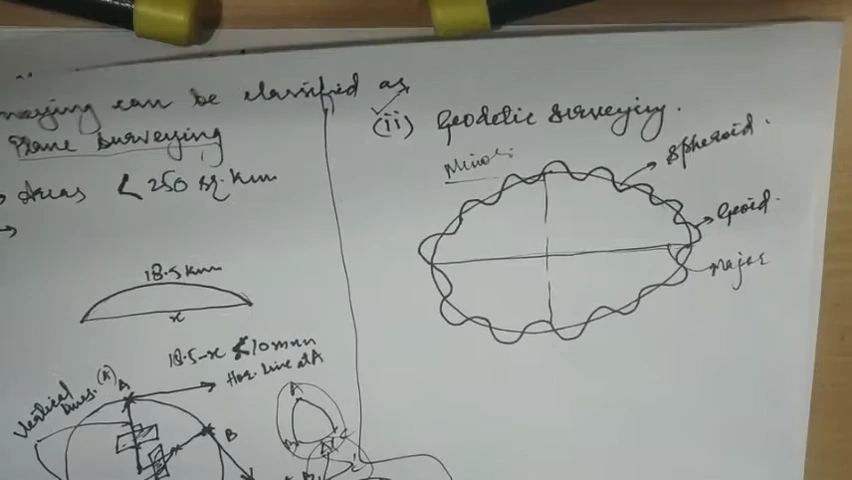 can be classified as
Plane Surveying
Areas < 250 sq.km
18.5 km
x
18.5-x < 10mm
Hor. line at A
Vertical
lines. (A)
A
B
A
B
(ii) Geodetic surveying.
Minor
Spheroid.
Geoid.
Major